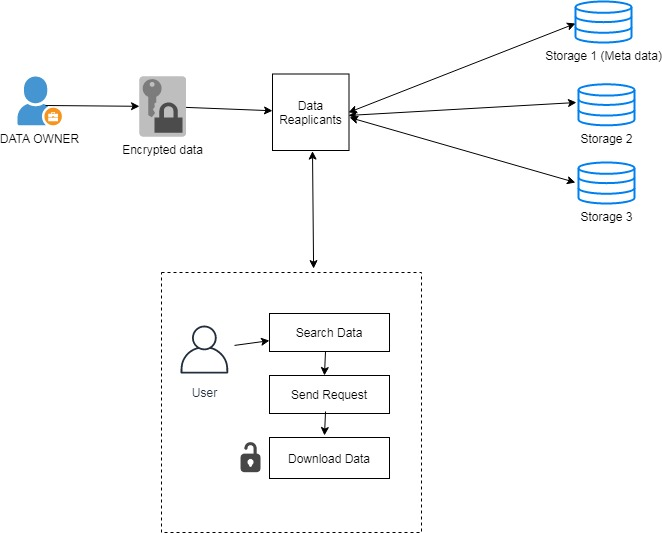 DATA OWNER
Encrypted data
Data
Reaplicants
Storage 1 (Meta data)
Storage 2
Storage 3
User
Search Data
Send Request
Download Data